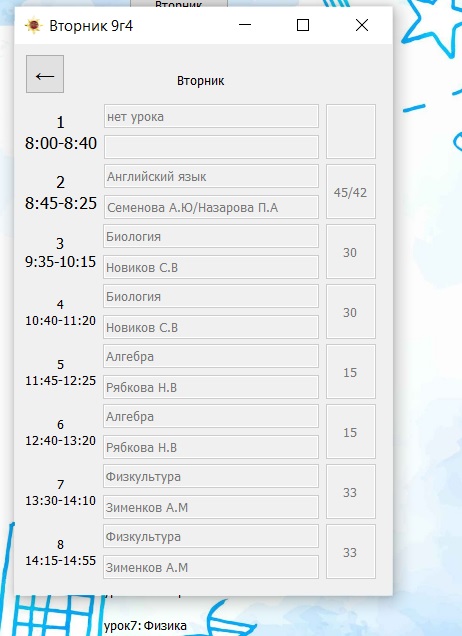 Вторник
Вторник 9г4
←
Вторник
1
8:00-8:40
нет урока
2
8:45-8:25
Английский язык
Семенова А.Ю/Назарова П.А
45/42
3
9:35-10:15
Биология
Новиков С.В
30
4
10:40-11:20
Биология
Новиков С.В
30
5
11:45-12:25
Алгебра
Рябкова Н.В
15
6
12:40-13:20
Алгебра
Рябкова Н.В
15
7
13:30-14:10
Физкультура
Зименков А.М
33
8
14:15-14:55
Физкультура
Зименков А.М
33
урок7: Физика